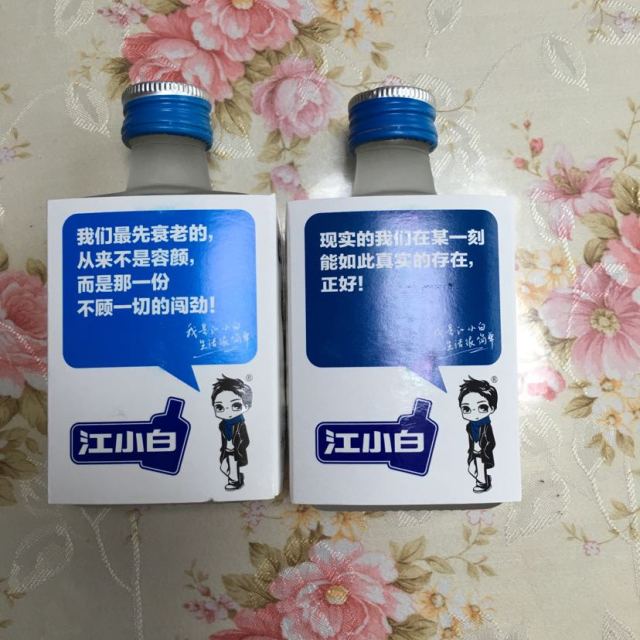 我们最先衰老的，
从来不是容颜，
而是那一份
不顾一切的闯劲！
我是江小白
生活很简单
江小白
®
现实的我们在某一刻
能如此真实的存在，
正好！
我是江小白
生活很简单
江小白
®